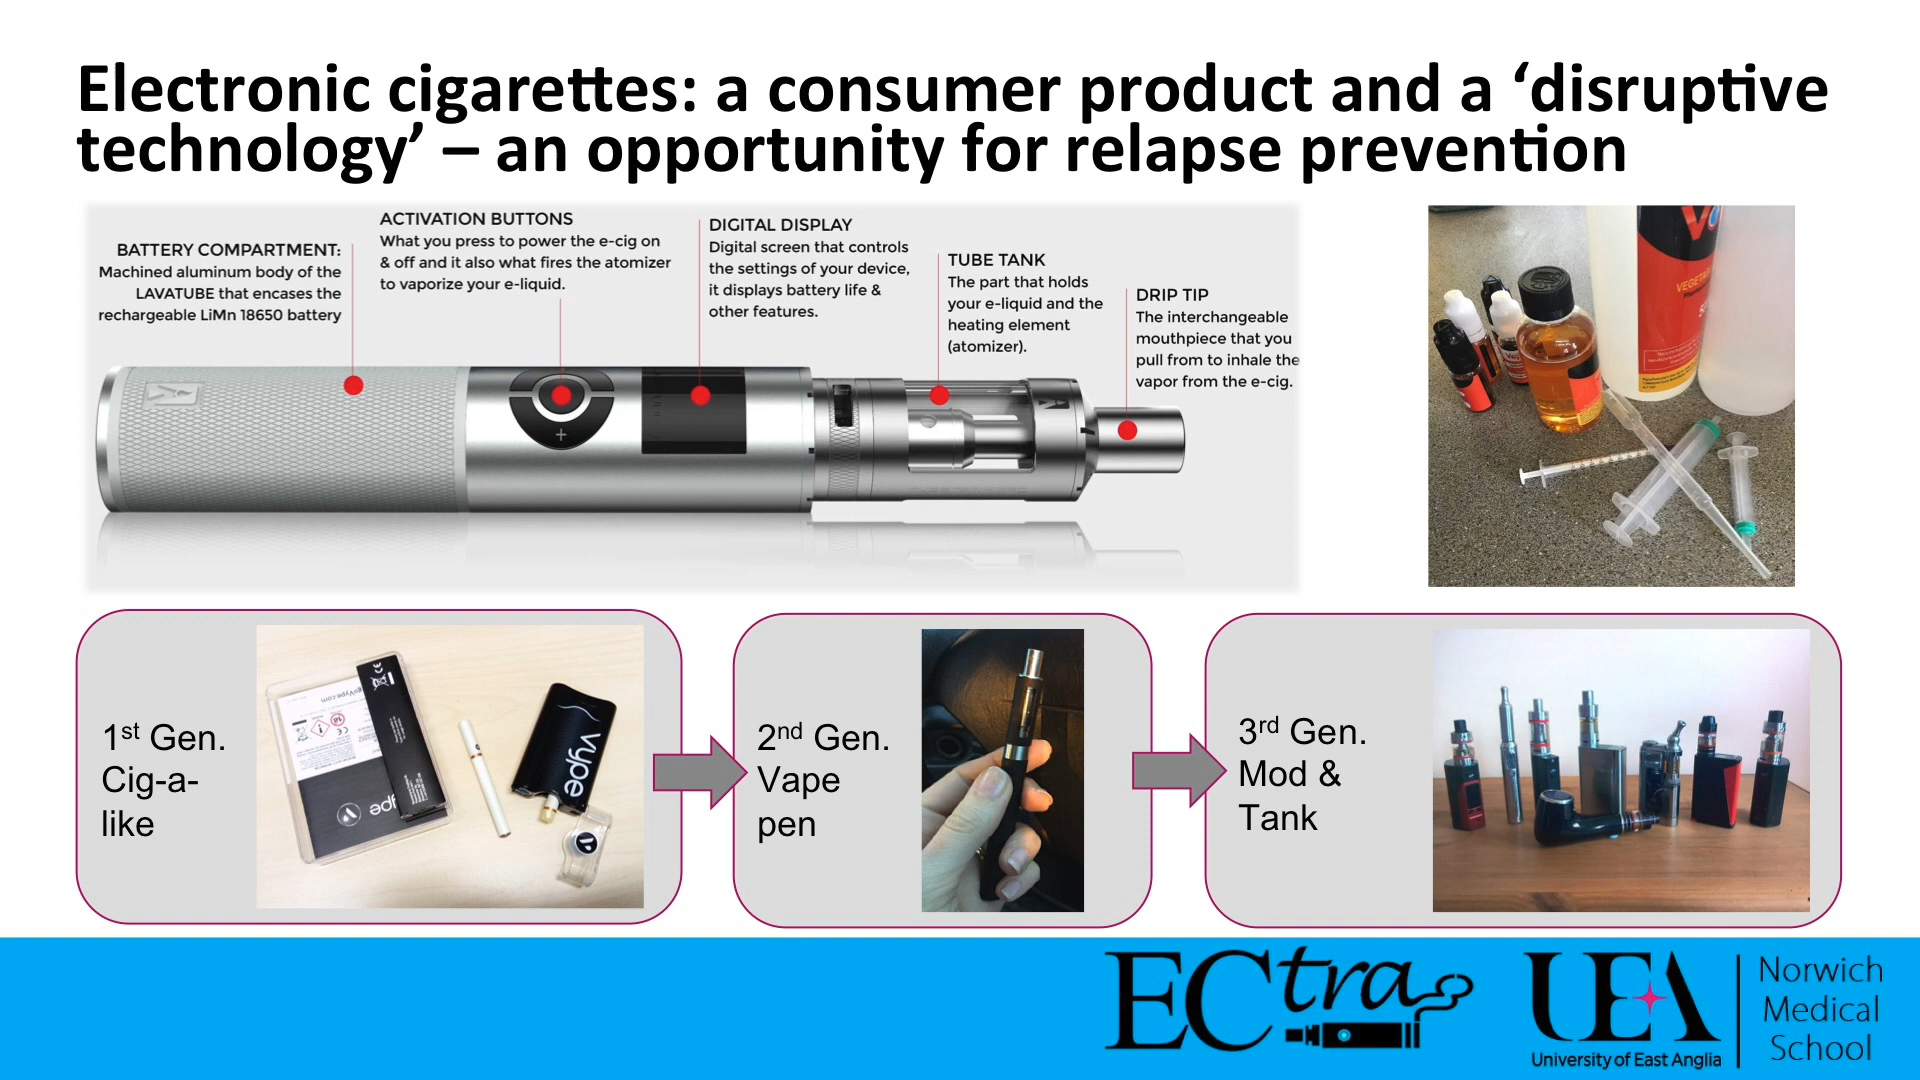 Electronic cigarettes: a consumer product and a ‘disruptive
technology’ – an opportunity for relapse prevention
BATTERY COMPARTMENT:
Machined aluminum body of the
LAVATUBE that encases the
rechargeable LiMn 18650 battery
ACTIVATION BUTTONS
What you press to power the e-cig on
& off and it also what fires the atomizer
to vaporize your e-liquid.
DIGITAL DISPLAY
Digital screen that controls
the settings of your device,
it displays battery life &
other features.
TUBE TANK
The part that holds
your e-liquid and the
heating element
(atomizer).
DRIP TIP
The interchangeable
mouthpiece that you
pull from to inhale the
vapor from the e-cig.
+
1st Gen.
Cig-a-
like
Vype
2nd Gen.
Vape
pen
3rd Gen.
Mod &
Tank
ECtra
UEA
University of East Anglia
Norwich
Medical
School